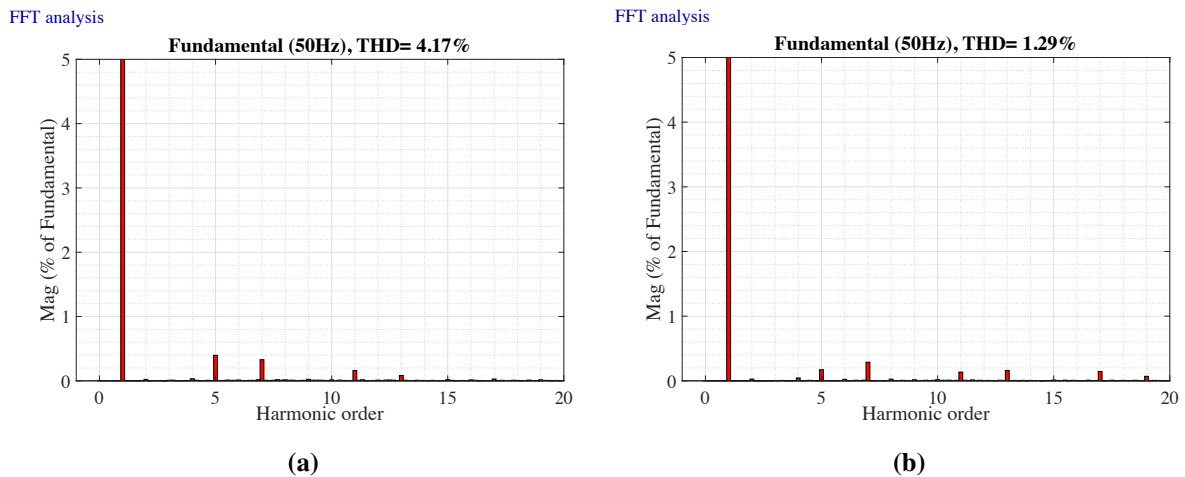 FFT analysis
Fundamental (50Hz), THD= 4.17%
5
4
3
2
1
0
Mag (% of Fundamental)
0 5 10 15 20
Harmonic order
(a)
FFT analysis
Fundamental (50Hz), THD= 1.29%
5
4
3
2
1
0
Mag (% of Fundamental)
0 5 10 15 20
Harmonic order
(b)